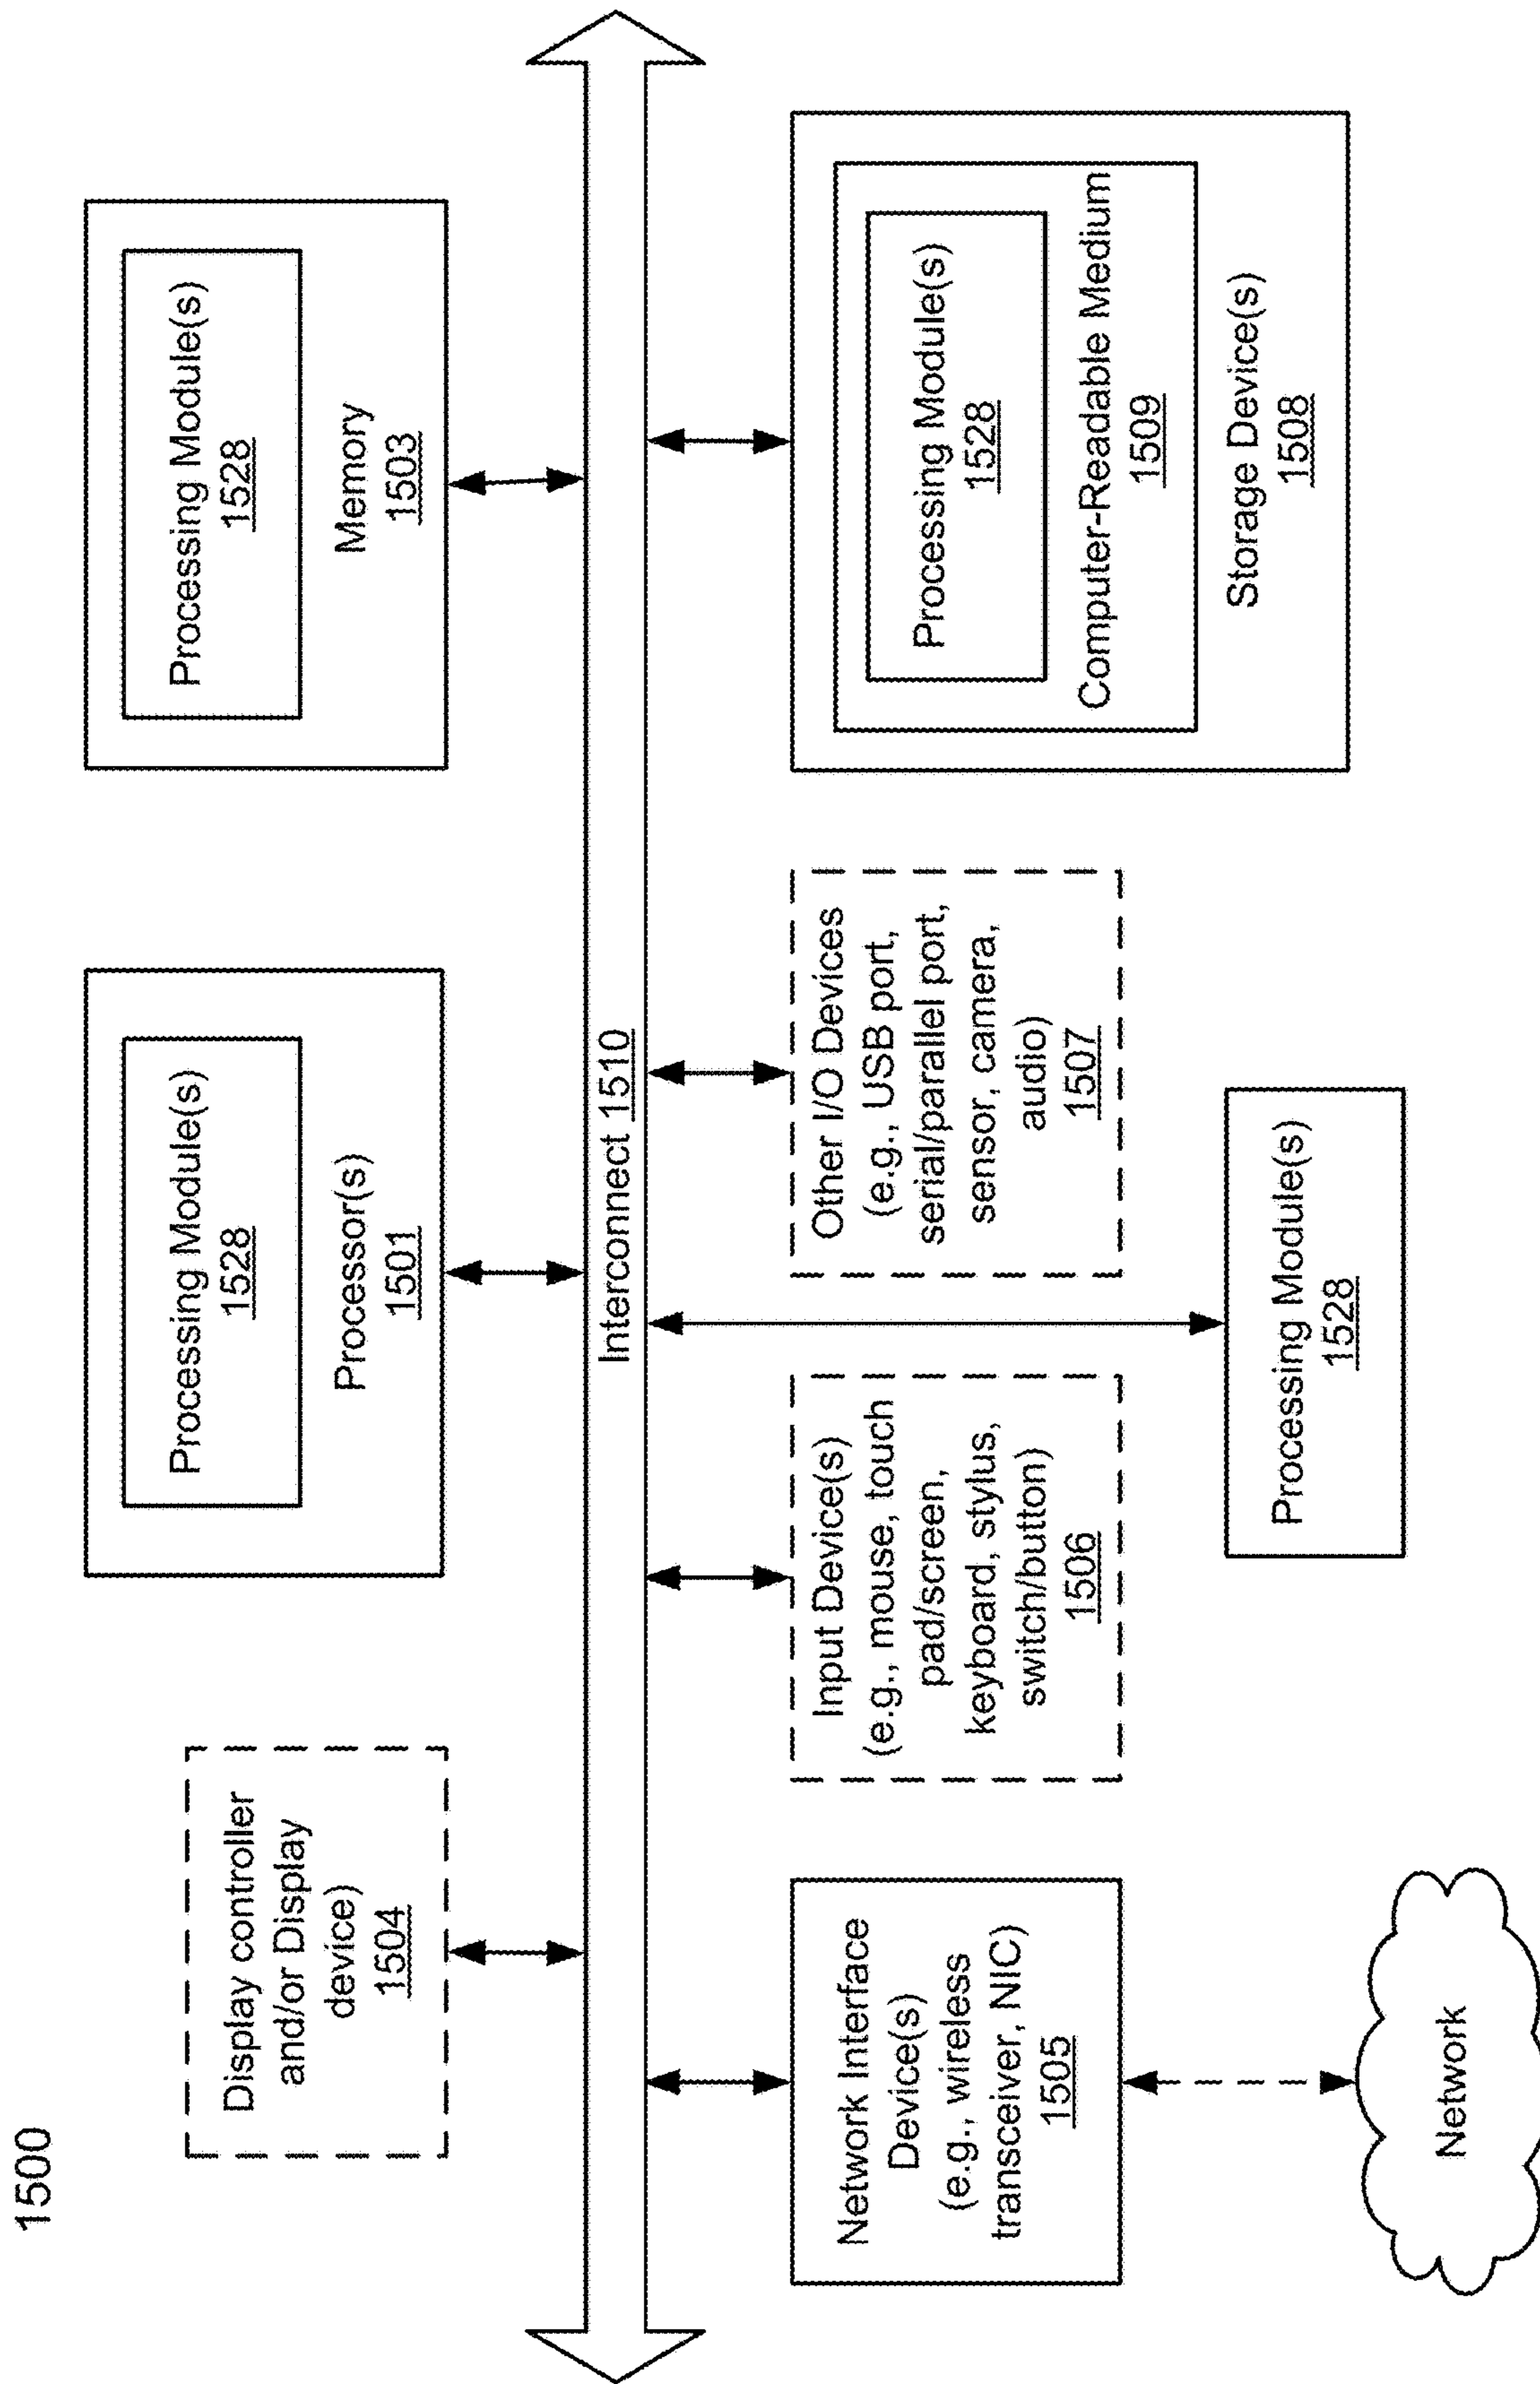 1500
Display controller
and/or Display
device)
1504
Processing Module(s)
1528
Processor(s)
1501
Processing Module(s)
1528
Memory
1503
Interconnect 1510
Network Interface
Device(s)
(e.g., wireless
transceiver, NIC)
1505
Input Device(s)
(e.g., mouse, touch
pad/screen,
keyboard, stylus,
switch/button)
1506
Other I/O Devices
(e.g., USB port,
serial/parallel port,
sensor, camera,
audio)
1507
Processing Module(s)
1528
Computer-Readable Medium
1509
Storage Device(s)
1508
Processing Module(s)
1528
Network